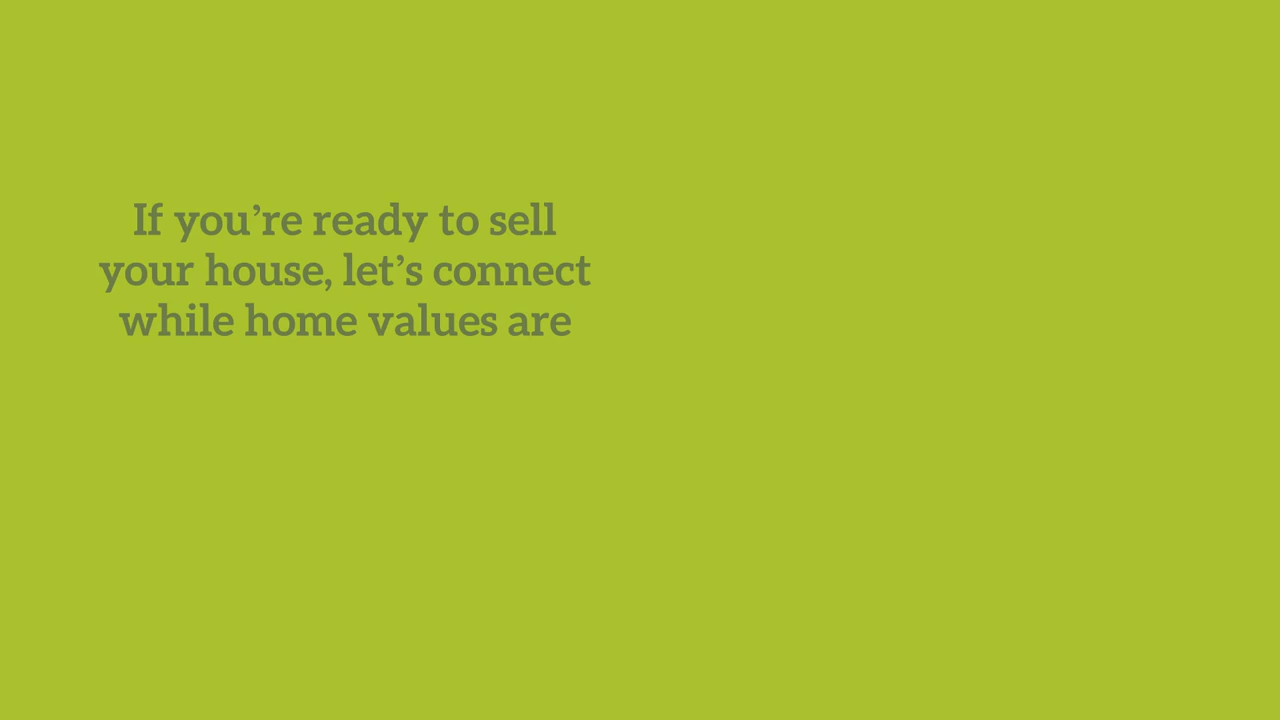 If you’re ready to sell
your house, let’s connect
while home values are